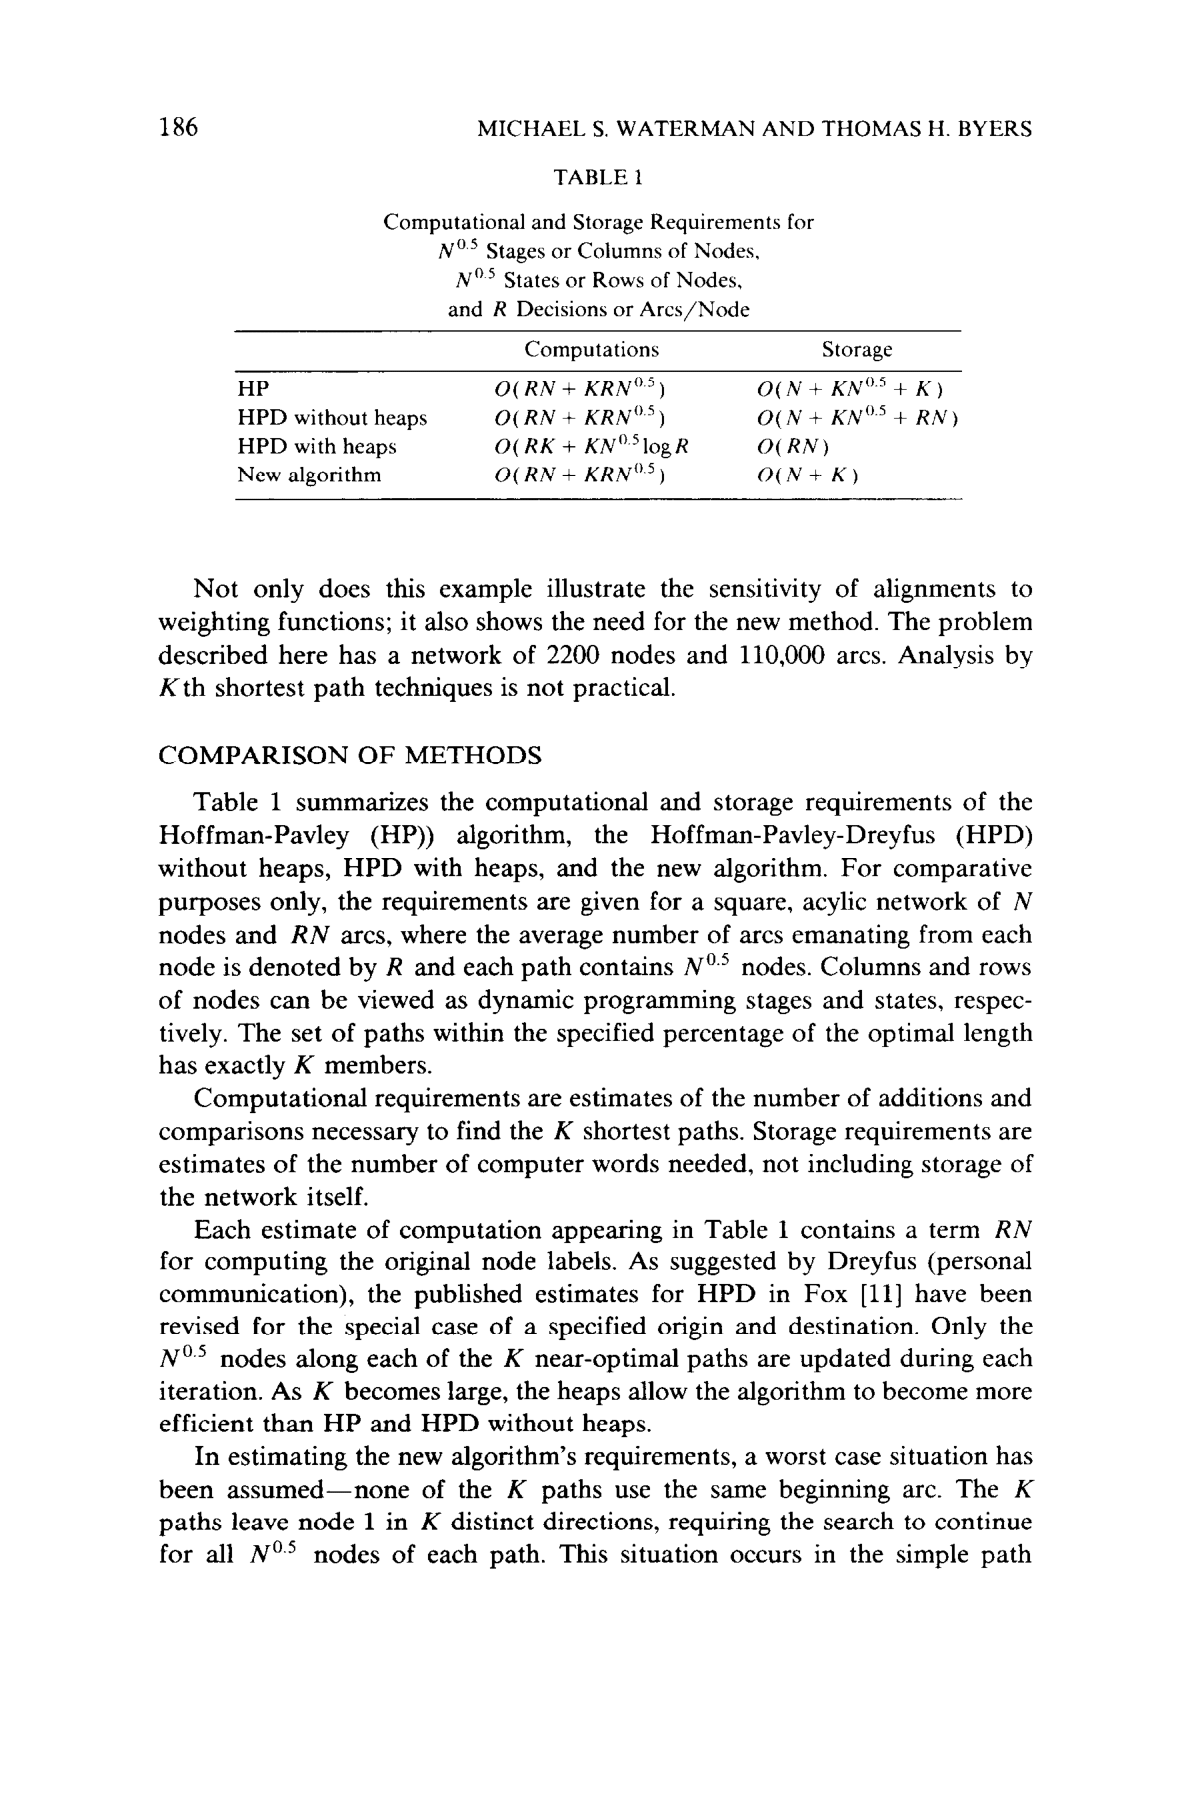 186 MICHAEL S. WATERMAN AND THOMAS H. BYERS
TABLE 1
Computational and Storage Requirements for
N^0.5 Stages or Columns of Nodes,
N^0.5 States or Rows of Nodes,
and R Decisions or Arcs/Node
Computations Storage
HP O(RN + KRN^0.5) O(N + KN^0.5 + K)
HPD without heaps O(RN + KRN^0.5) O(N + KN^0.5 + RN)
HPD with heaps O(RK + KN^0.5 log R O(RN)
New algorithm O(RN + KRN^0.5) O(N + K)
Not only does this example illustrate the sensitivity of alignments to
weighting functions; it also shows the need for the new method. The problem
described here has a network of 2200 nodes and 110,000 arcs. Analysis by
Kth shortest path techniques is not practical.
COMPARISON OF METHODS
Table 1 summarizes the computational and storage requirements of the
Hoffman-Pavley (HP)) algorithm, the Hoffman-Pavley-Dreyfus (HPD)
without heaps, HPD with heaps, and the new algorithm. For comparative
purposes only, the requirements are given for a square, acylic network of N
nodes and RN arcs, where the average number of arcs emanating from each
node is denoted by R and each path contains N^0.5 nodes. Columns and rows
of nodes can be viewed as dynamic programming stages and states, respec-
tively. The set of paths within the specified percentage of the optimal length
has exactly K members.
Computational requirements are estimates of the number of additions and
comparisons necessary to find the K shortest paths. Storage requirements are
estimates of the number of computer words needed, not including storage of
the network itself.
Each estimate of computation appearing in Table 1 contains a term RN
for computing the original node labels. As suggested by Dreyfus (personal
communication), the published estimates for HPD in Fox [11] have been
revised for the special case of a specified origin and destination. Only the
N^0.5 nodes along each of the K near-optimal paths are updated during each
iteration. As K becomes large, the heaps allow the algorithm to become more
efficient than HP and HPD without heaps.
In estimating the new algorithm's requirements, a worst case situation has
been assumed—none of the K paths use the same beginning arc. The K
paths leave node 1 in K distinct directions, requiring the search to continue
for all N^0.5 nodes of each path. This situation occurs in the simple path